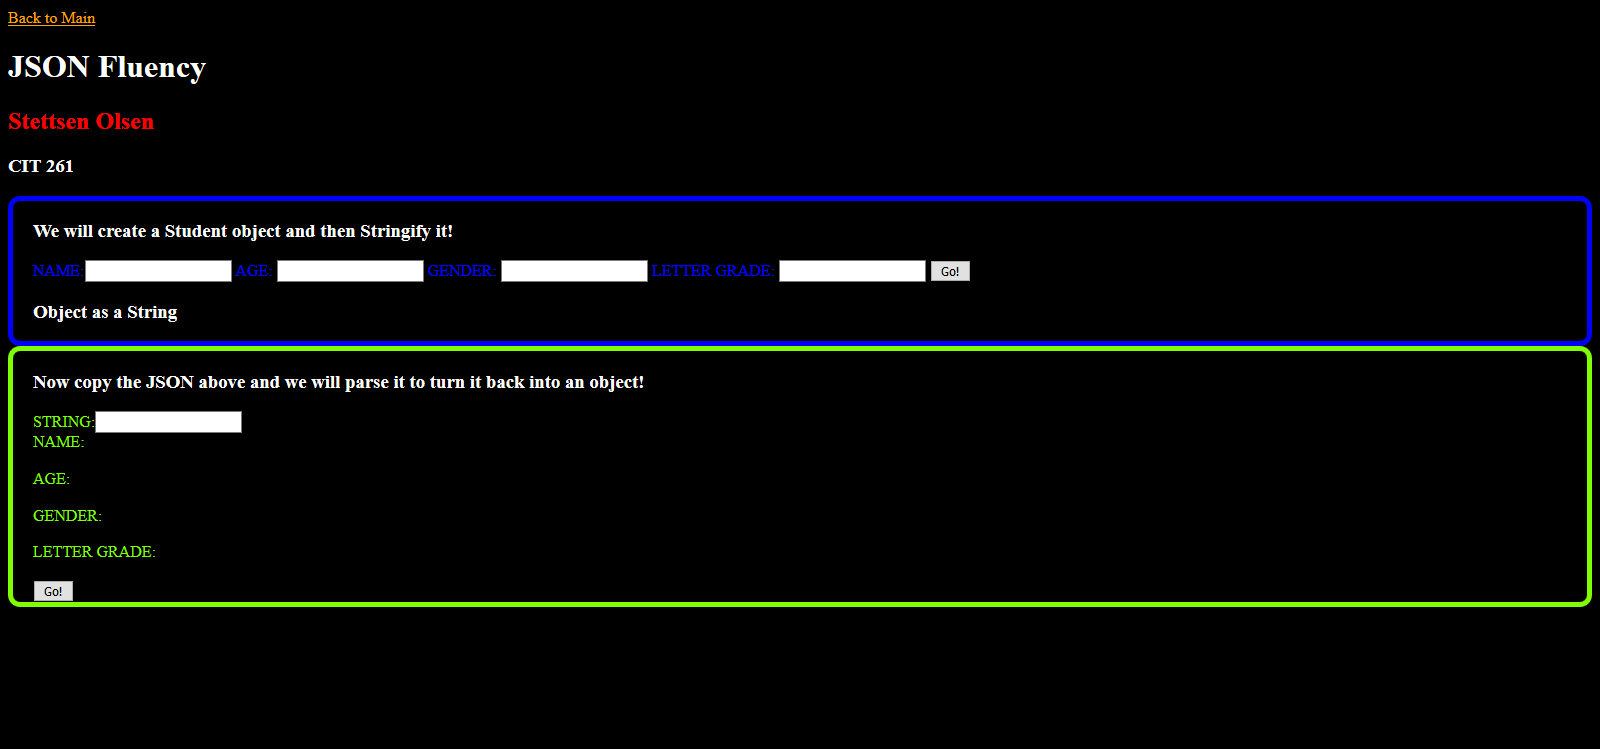 Back to Main
JSON Fluency
Stettsen Olsen
CIT 261
We will create a Student object and then Stringify it!
NAME: AGE: GENDER: LETTER GRADE: Go!
Object as a String
Now copy the JSON above and we will parse it to turn it back into an object!
STRING:
NAME:
AGE:
GENDER:
LETTER GRADE:
Go!